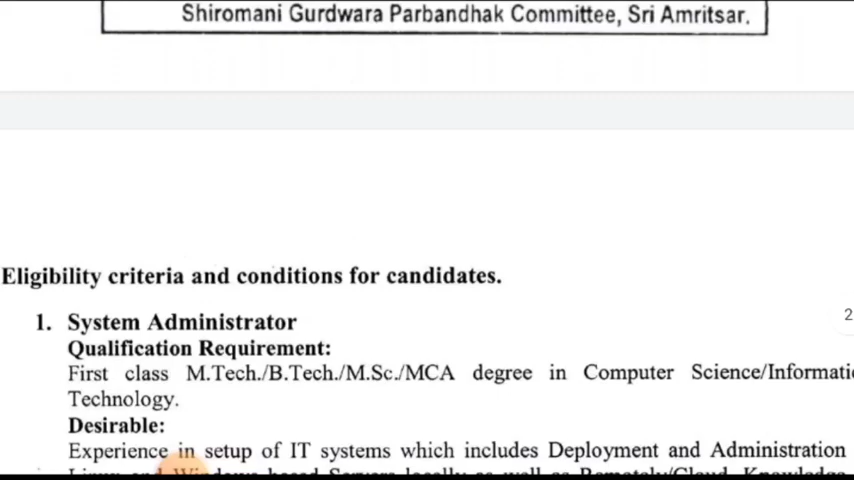 Shiromani Gurdwara Parbandhak Committee, Sri Amritsar.
Eligibility criteria and conditions for candidates.
1. System Administrator
2
Qualification Requirement:
First class M.Tech./B.Tech./M.Sc./MCA degree in Computer Science/Informati
Technology.
Desirable:
Experience in setup of IT systems which includes Deployment and Administration